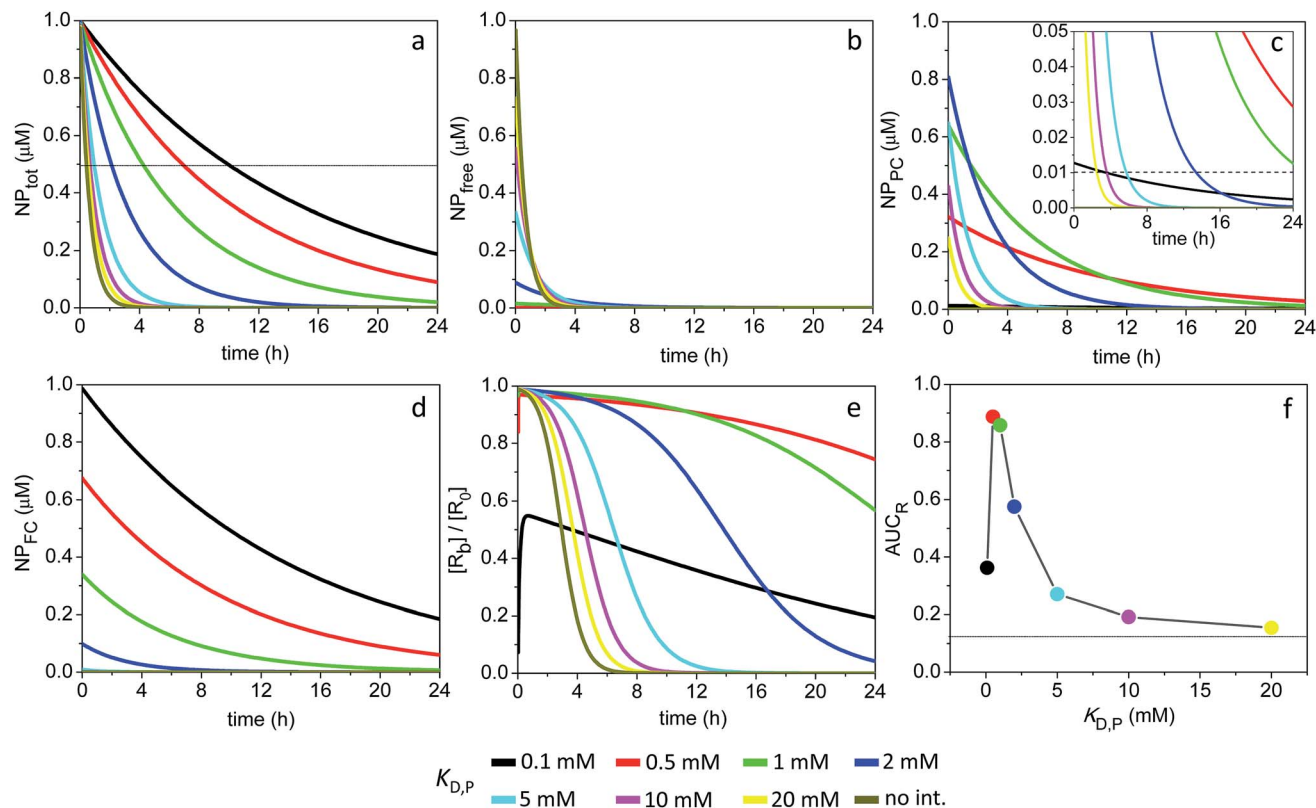 a
NP_tot (μM)
1.0
0.8
0.6
0.4
0.2
0.0
0 4 8 12 16 20 24
time (h)
b
NP_free (μM)
1.0
0.8
0.6
0.4
0.2
0.0
0 4 8 12 16 20 24
time (h)
c
NP_PC (μM)
1.0
0.8
0.6
0.4
0.2
0.0
0 4 8 12 16 20 24
time (h)
0.05
0.04
0.03
0.02
0.01
0.00
0 4 8 12 16 20 24
time (h)
d
NP_FC (μM)
1.0
0.8
0.6
0.4
0.2
0.0
0 4 8 12 16 20 24
time (h)
e
[R_b] / [R_0]
1.0
0.8
0.6
0.4
0.2
0.0
0 4 8 12 16 20 24
time (h)
f
AUC_R
1.0
0.8
0.6
0.4
0.2
0.0
0 5 10 15 20
K_D,P (mM)
K_D,P
0.1 mM 0.5 mM 1 mM 2 mM
5 mM 10 mM 20 mM no int.